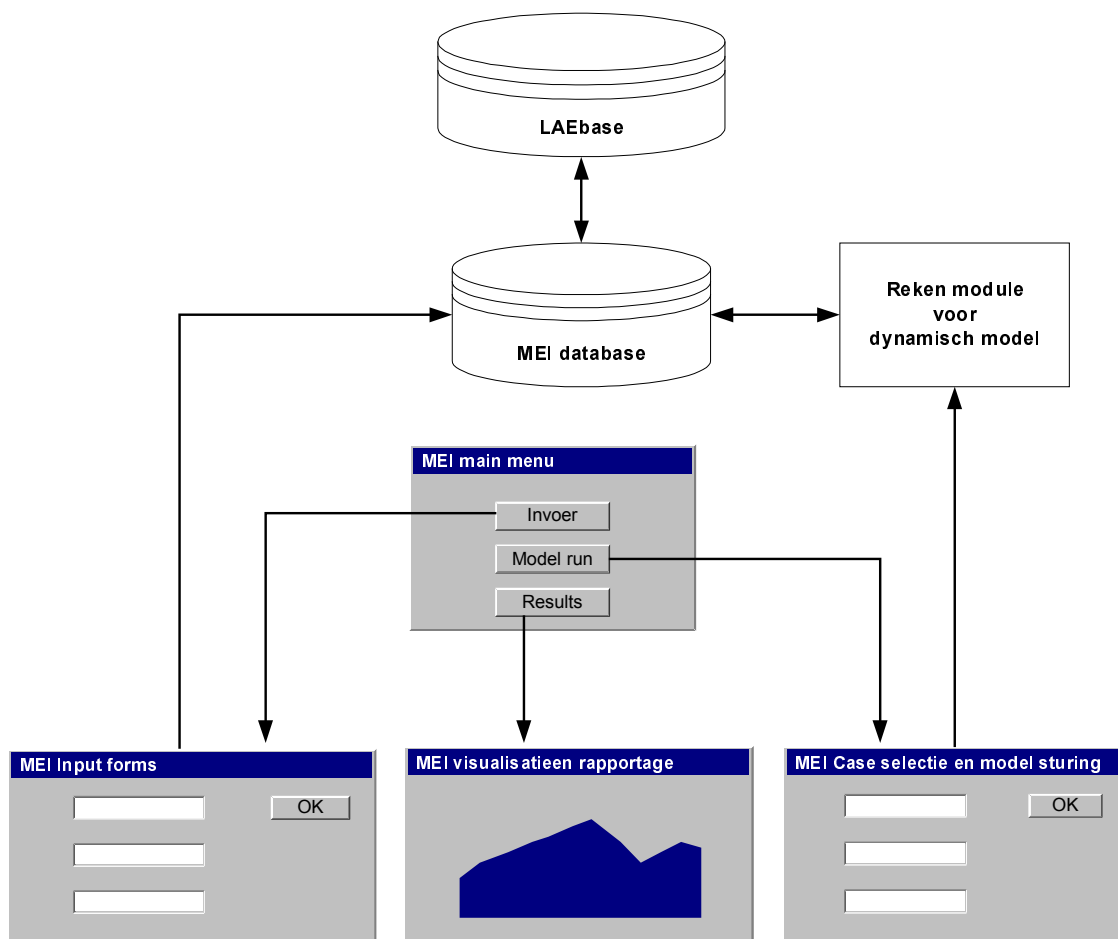 LAEbase
MEI database
Reken module
voor
dynamisch model
MEI main menu
Invoer
Model run
Results
MEI Input forms
OK
MEI visualisatieen rapportage
MEI Case selectie en model sturing
OK